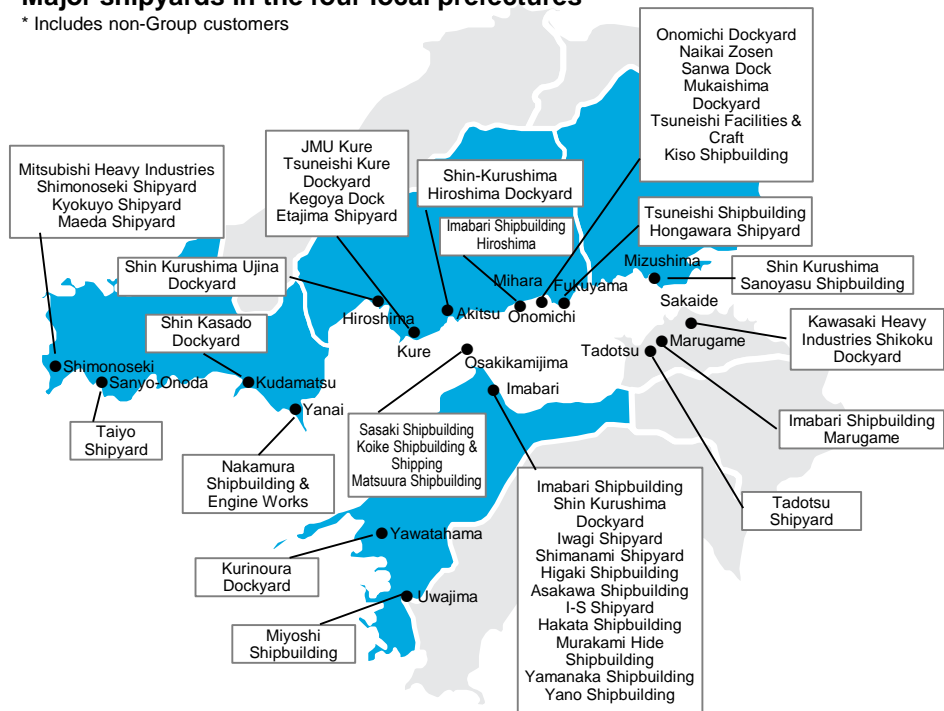 Major shipyards in the four local prefectures
* Includes non-Group customers
Onomichi Dockyard
Naikai Zosen
Sanwa Dock
Mukaishima
Dockyard
Tsuneishi Facilities &
Craft
Kiso Shipbuilding
JMU Kure
Tsuneishi Kure
Dockyard
Kegoya Dock
Etajima Shipyard
Mitsubishi Heavy Industries
Shimonoseki Shipyard
Kyokuyo Shipyard
Maeda Shipyard
Shin-Kurushima
Hiroshima Dockyard
Imabari Shipbuilding
Hiroshima
Tsuneishi Shipbuilding
Hongawara Shipyard
Shin Kurushima Ujina
Dockyard
Shin Kurushima
Sanoyasu Shipbuilding
Mihara
Fukuyama
Mizushima
Sakaide
Hiroshima
Akitsu
Onomichi
Kure
Osakikamijima
Marugame
Tadotsu
Kawasaki Heavy
Industries Shikoku
Dockyard
Shin Kasado
Dockyard
Shimonoseki
Sanyo-Onoda
Kudamatsu
Yanai
Imabari
Taiyo
Shipyard
Nakamura
Shipbuilding &
Engine Works
Sasaki Shipbuilding
Koike Shipbuilding &
Shipping
Matsuura Shipbuilding
Imabari Shipbuilding
Marugame
Imabari Shipbuilding
Shin Kurushima
Dockyard
Iwagi Shipyard
Shimanami Shipyard
Higaki Shipbuilding
Asakawa Shipbuilding
I-S Shipyard
Hakata Shipbuilding
Murakami Hide
Shipbuilding
Yamanaka Shipbuilding
Yano Shipbuilding
Tadotsu
Shipyard
Yawatahama
Kurinoura
Dockyard
Uwajima
Miyoshi
Shipbuilding